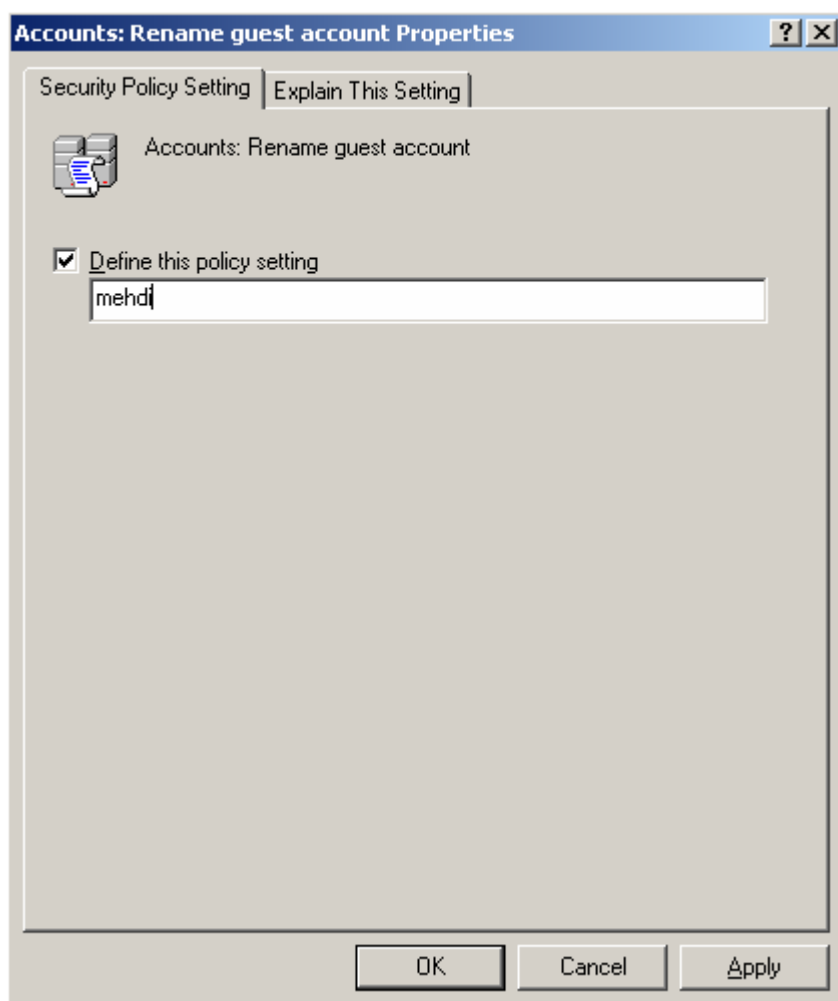 Accounts: Rename guest account Properties
Security Policy Setting Explain This Setting
Accounts: Rename guest account
Define this policy setting
mehdi
OK Cancel Apply